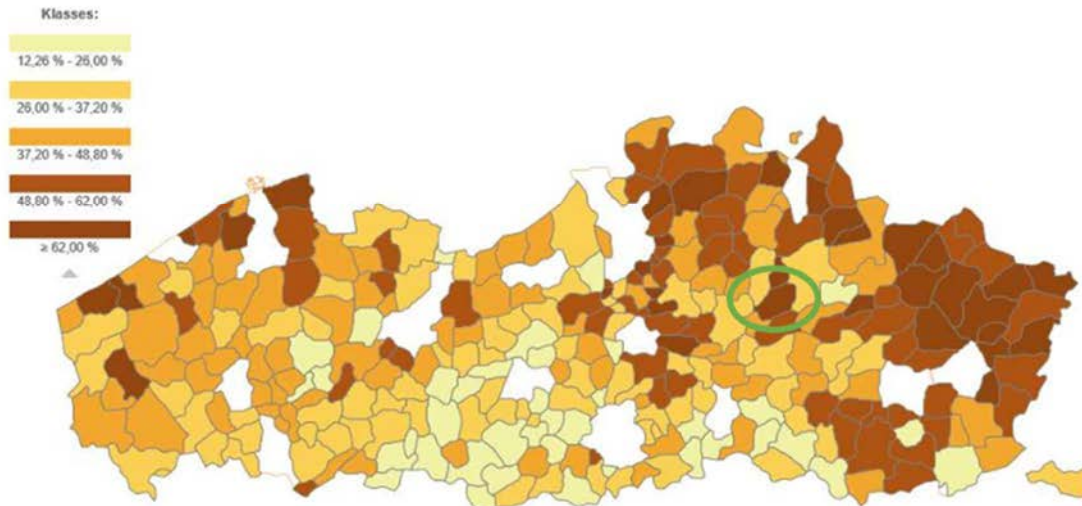 Klasses:
12,26 % - 26,00 %
26,00 % - 37,20 %
37,20 % - 48,80 %
48,80 % - 62,00 %
≥ 62,00 %